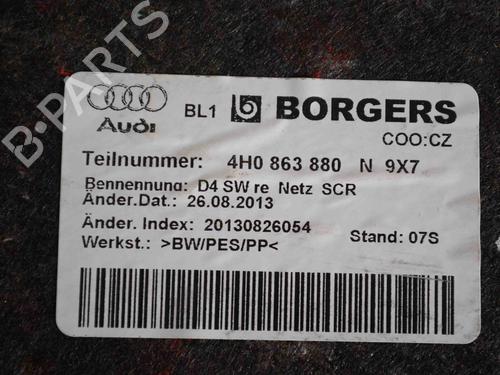 B-PARTS
Audi
BL1 BORGERS
COO:CZ
Teilnummer: 4H0 863 880 N 9X7
Bennennung: D4 SW re Netz SCR
Änder.Dat.: 26.08.2013
Änder. Index: 20130826054
Stand: 07S
Werkst.: >BW/PES/PP<